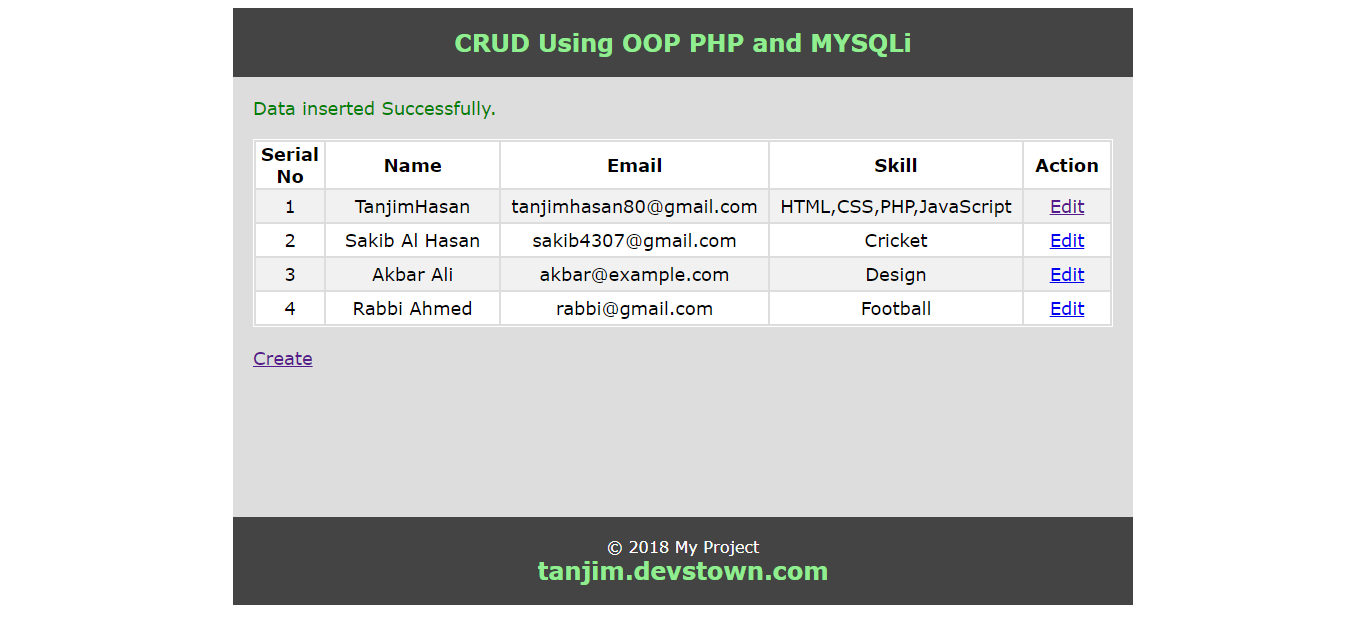 CRUD Using OOP PHP and MYSQLi
Data inserted Successfully.
Serial No Name Email Skill Action
1 TanjimHasan tanjimhasan80@gmail.com HTML,CSS,PHP,JavaScript Edit
2 Sakib Al Hasan sakib4307@gmail.com Cricket Edit
3 Akbar Ali akbar@example.com Design Edit
4 Rabbi Ahmed rabbi@gmail.com Football Edit
Create
© 2018 My Project
tanjim.devstown.com